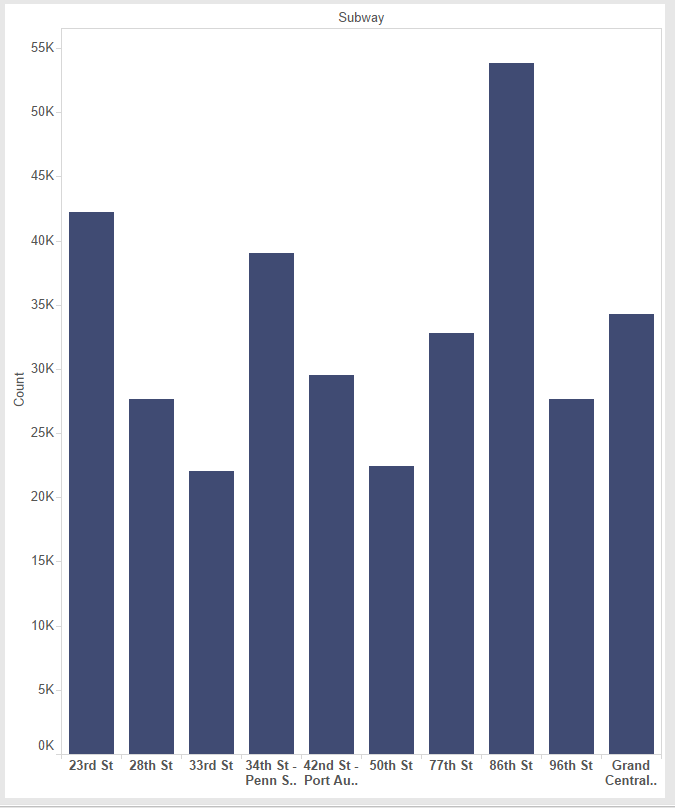 Subway
55K
50K
45K
40K
35K
30K
25K
20K
15K
10K
5K
0K
Count
23rd St
28th St
33rd St
34th St -
Penn S..
42nd St -
Port Au..
50th St
77th St
86th St
96th St
Grand
Central..